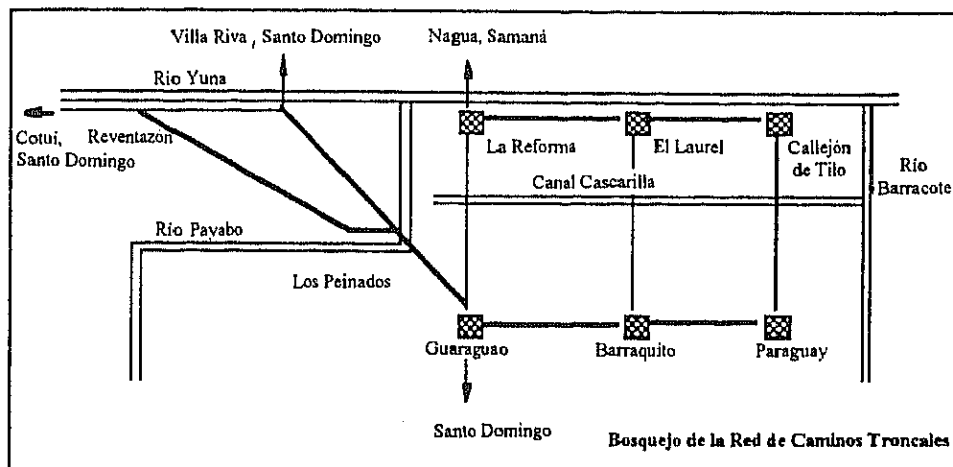 Villa Riva , Santo Domingo
Nagua, Samaná
Río Yuna
Cotuí,
Santo Domingo
Reventazón
La Reforma
El Laurel
Callejón
de Tilo
Río
Barracote
Canal Cascarilla
Río Payabo
Los Peinados
Guaraguao
Barraquito
Paraguay
Santo Domingo
Bosquejo de la Red de Caminos Troncales